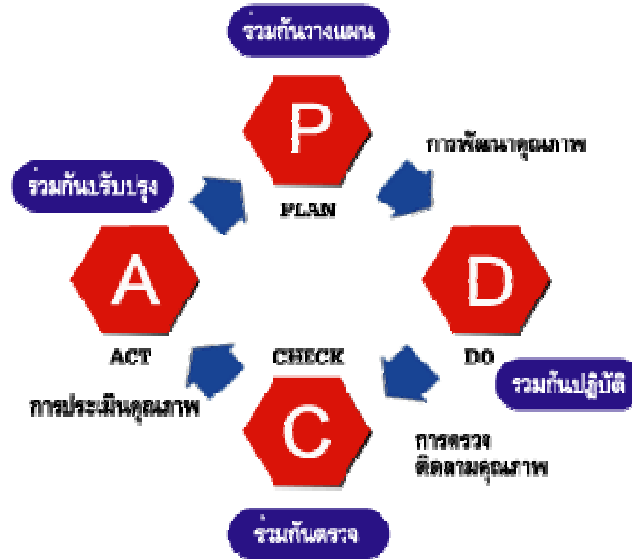 ร่วมกันวางแผน
P
PLAN
การพัฒนาคุณภาพ
ร่วมกันปรับปรุง
A
ACT
D
DO
ร่วมกันปฏิบัติ
การประเมินคุณภาพ
CHECK
C
การตรวจ
ติดตามคุณภาพ
ร่วมกันตรวจ